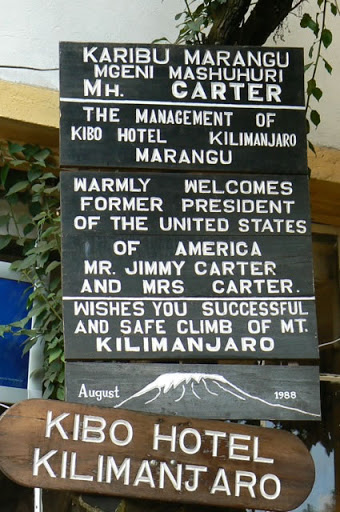 KARIBU MARANGU
MGENI MASHUHURI
MH. CARTER
THE MANAGEMENT OF
KIBO HOTEL KILIMANJARO
MARANGU
WARMLY WELCOMES
FORMER PRESIDENT
OF THE UNITED STATES
OF AMERICA
MR. JIMMY CARTER
AND MRS CARTER.
WISHES YOU SUCCESSFUL
AND SAFE CLIMB OF MT.
KILIMANJARO
August 1988
KIBO HOTEL
KILIMANJARO